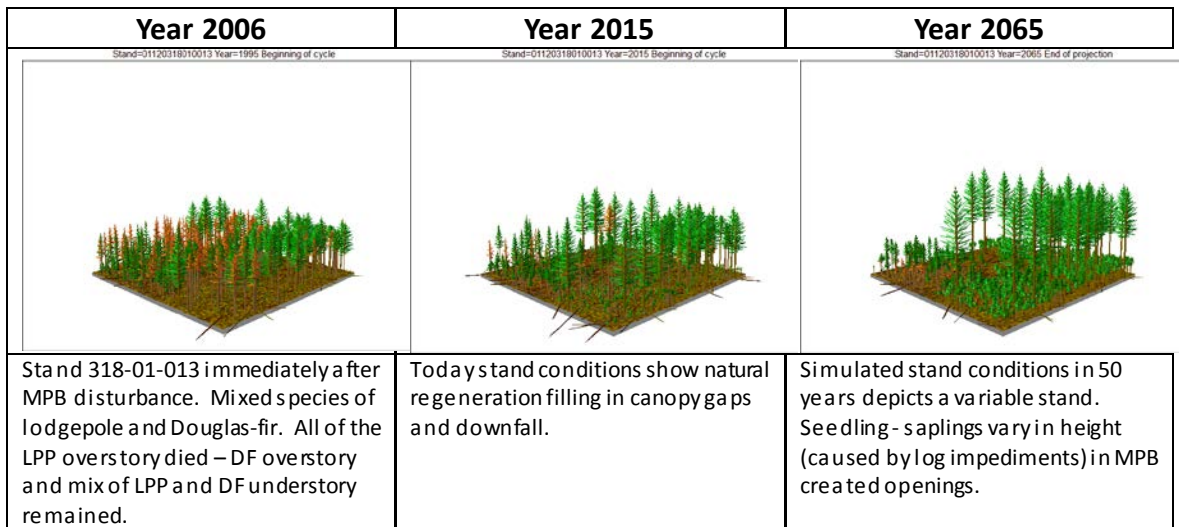 Year 2006
Year 2015
Year 2065
Stand=01120318010013 Year=1995 Beginning of cycle
Stand=01120318010013 Year=2015 Beginning of cycle
Stand=01120318010013 Year=2065 End of projection
Stand 318-01-013 immediately after
MPB disturbance. Mixed species of
lodgepole and Douglas-fir. All of the
LPP overstory died – DF overstory
and mix of LPP and DF understory
remained.
Today stand conditions show natural
regeneration filling in canopy gaps
and downfall.
Simulated stand conditions in 50
years depicts a variable stand.
Seedling - saplings vary in height
(caused by log impediments) in MPB
created openings.